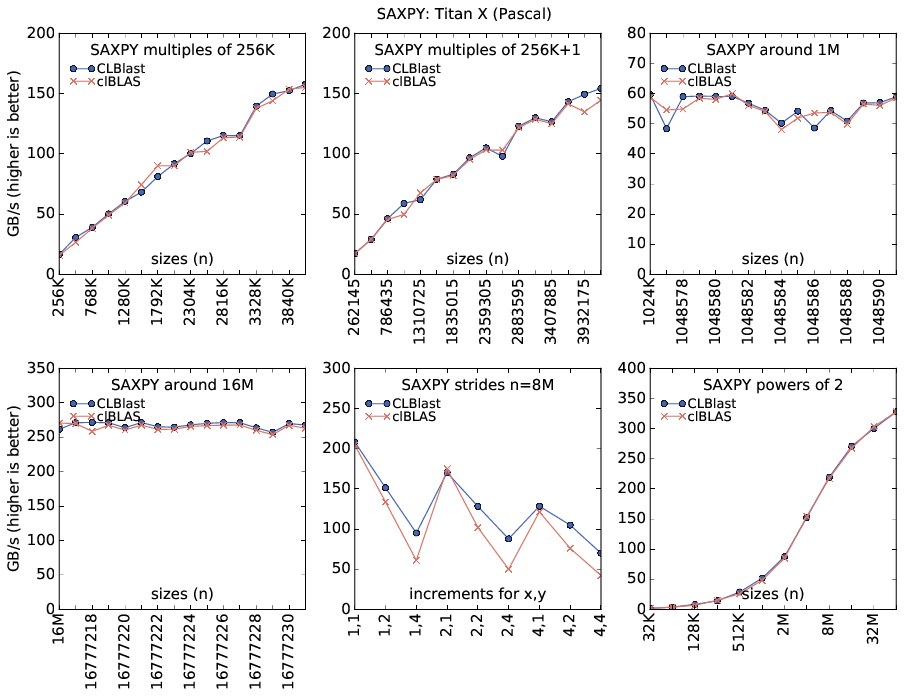 SAXPY: Titan X (Pascal)
GB/s (higher is better)
200
150
100
50
0
SAXPY multiples of 256K
CLBlast
clBLAS
sizes (n)
256K
768K
1280K
1792K
2304K
2816K
3328K
3840K
200
150
100
50
0
SAXPY multiples of 256K+1
CLBlast
clBLAS
sizes (n)
262145
786435
1310725
1835015
2359305
2883595
3407885
3932175
80
70
60
50
40
30
20
10
0
SAXPY around 1M
CLBlast
clBLAS
sizes (n)
1024K
1048578
1048580
1048582
1048584
1048586
1048588
1048590
GB/s (higher is better)
350
300
250
200
150
100
50
0
SAXPY around 16M
CLBlast
clBLAS
sizes (n)
16M
16777218
16777220
16777222
16777224
16777226
16777228
16777230
300
250
200
150
100
50
0
SAXPY strides n=8M
CLBlast
clBLAS
increments for x,y
1,1
1,2
1,4
2,1
2,2
2,4
4,1
4,2
4,4
400
350
300
250
200
150
100
50
0
SAXPY powers of 2
CLBlast
clBLAS
sizes (n)
32K
128K
512K
2M
8M
32M